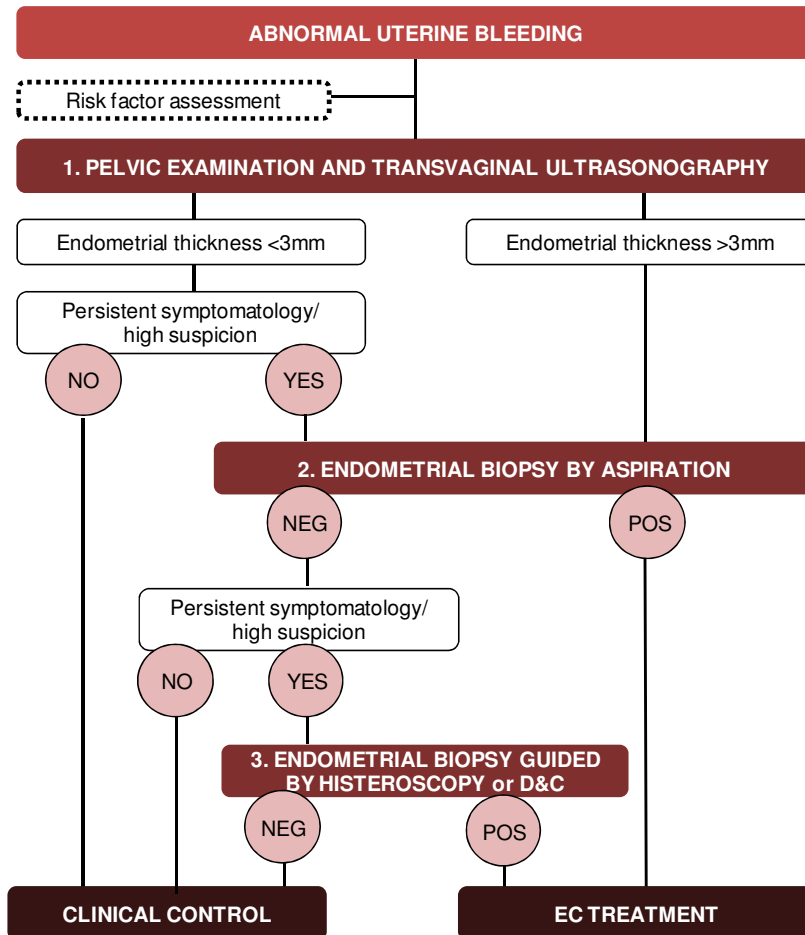 ABNORMAL UTERINE BLEEDING
Risk factor assessment
1. PELVIC EXAMINATION AND TRANSVAGINAL ULTRASONOGRAPHY
Endometrial thickness <3mm
Endometrial thickness >3mm
Persistent symptomatology/
high suspicion
NO
YES
2. ENDOMETRIAL BIOPSY BY ASPIRATION
NEG
POS
Persistent symptomatology/
high suspicion
NO
YES
3. ENDOMETRIAL BIOPSY GUIDED
BY HISTEROSCOPY or D&C
NEG
POS
CLINICAL CONTROL
EC TREATMENT